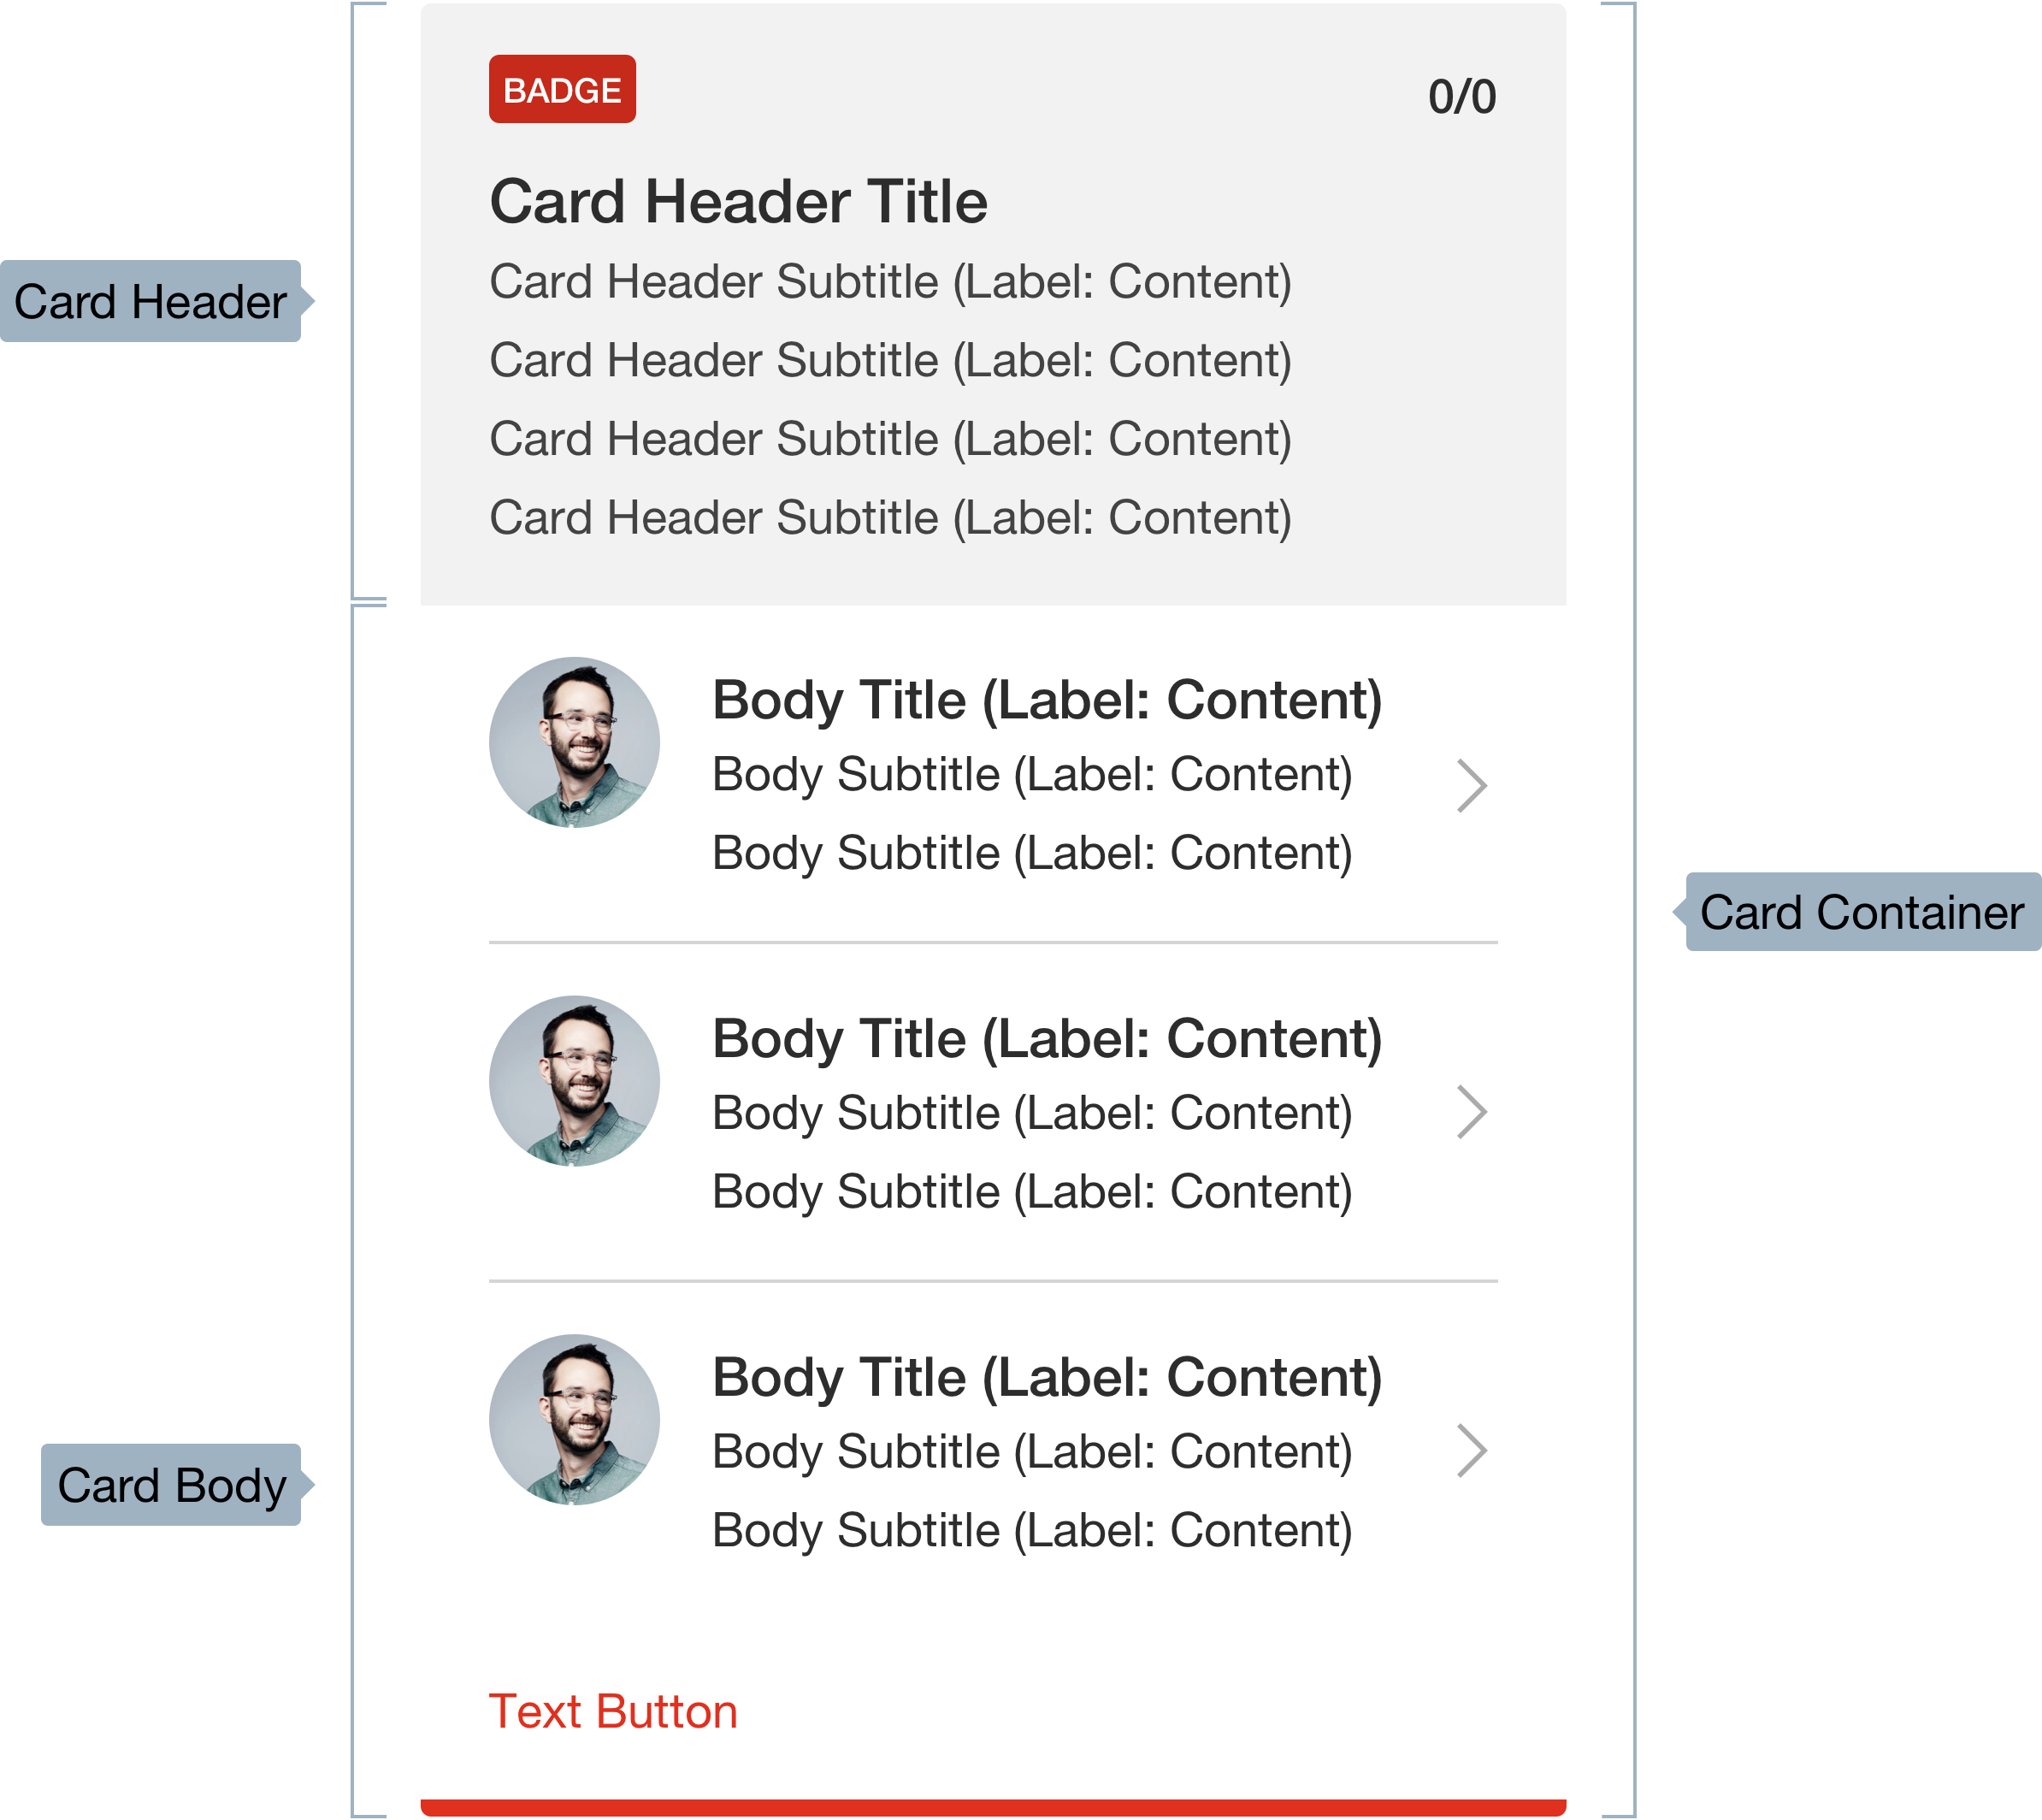 BADGE
0/0
Card Header Title
Card Header Subtitle (Label: Content)
Card Header
Card Header Subtitle (Label: Content)
Card Header Subtitle (Label: Content)
Card Header Subtitle (Label: Content)
Body Title (Label: Content)
Body Subtitle (Label: Content)
Body Subtitle (Label: Content)
Card Container
Body Title (Label: Content)
Body Subtitle (Label: Content)
Body Subtitle (Label: Content)
Body Title (Label: Content)
Body Subtitle (Label: Content)
Card Body
Body Subtitle (Label: Content)
Text Button